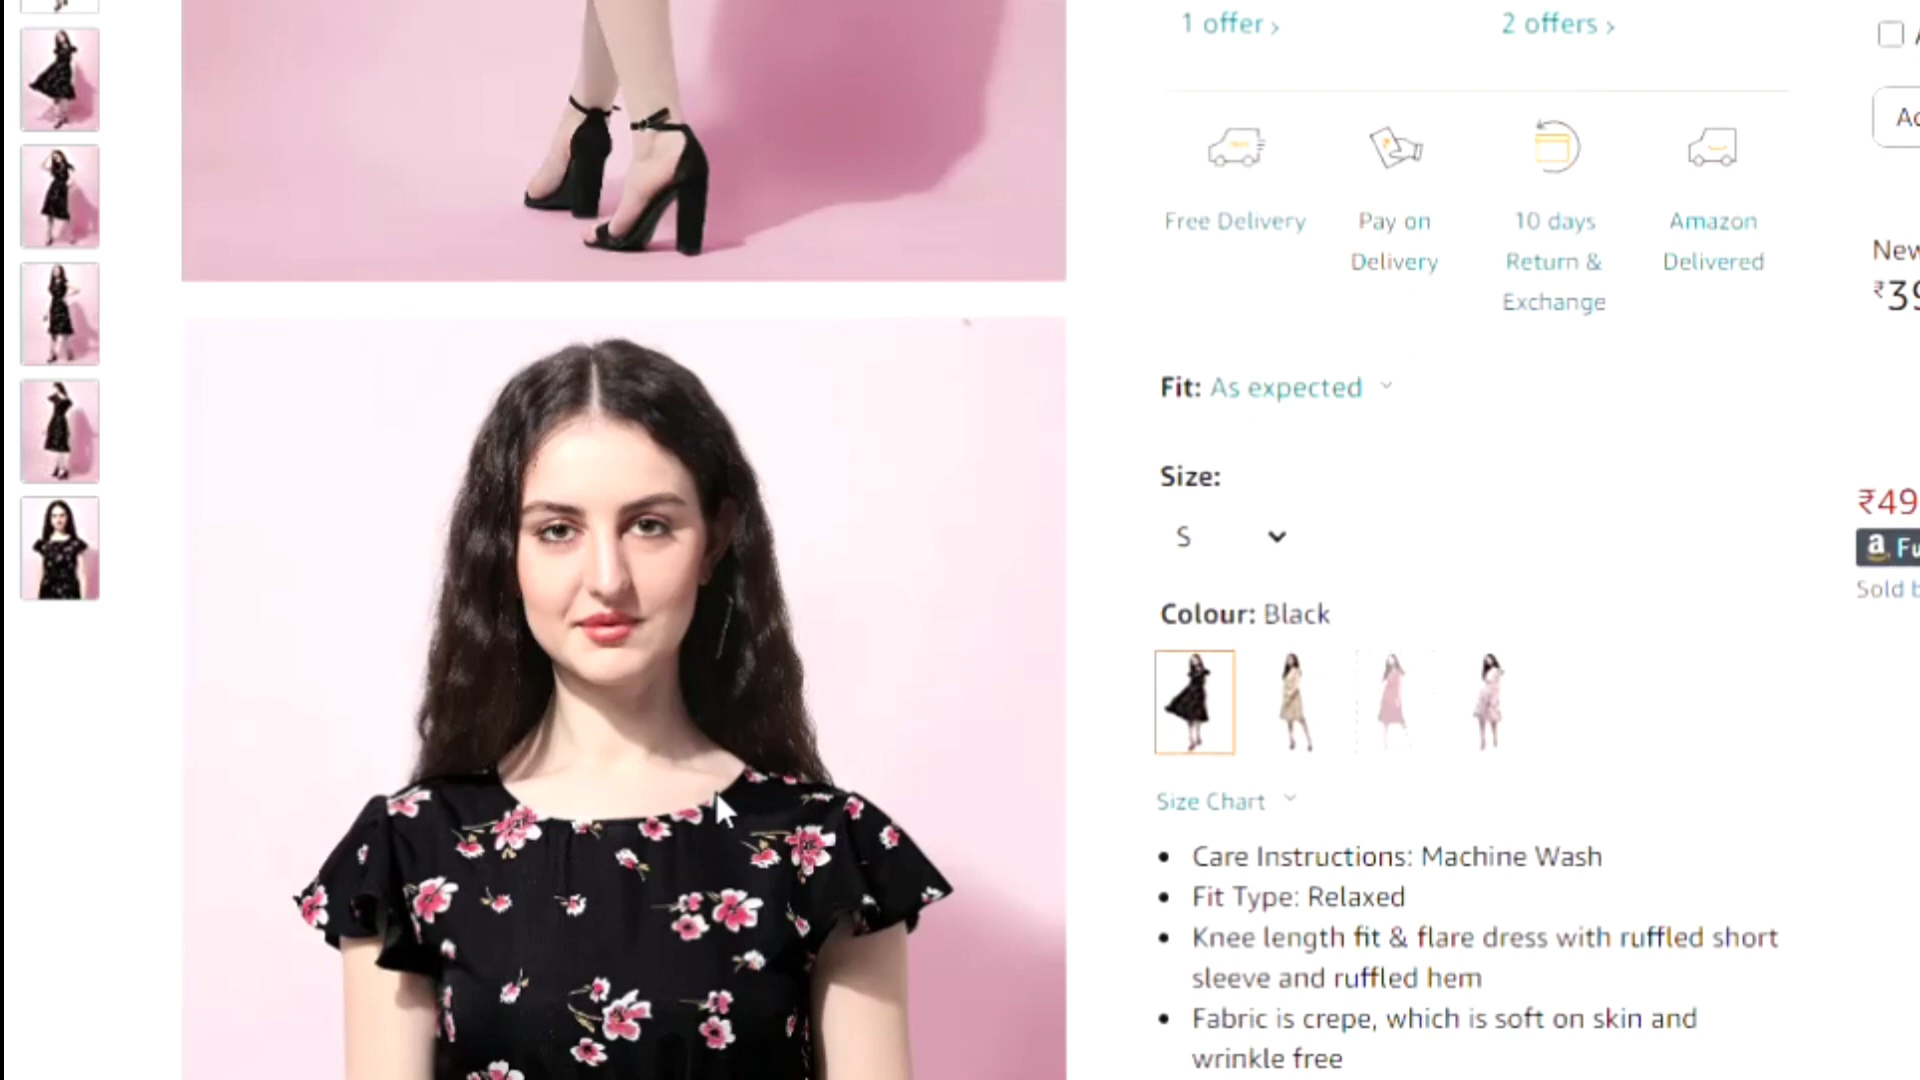 1 offer ›
2 offers ›
Free Delivery
Pay on
Delivery
10 days
Return &
Exchange
Amazon
Delivered
New
₹39
Fit: As expected
Size:
S
₹49
a Fu
Sold b
Colour: Black
Size Chart
• Care Instructions: Machine Wash
• Fit Type: Relaxed
• Knee length fit & flare dress with ruffled short
sleeve and ruffled hem
• Fabric is crepe, which is soft on skin and
wrinkle free